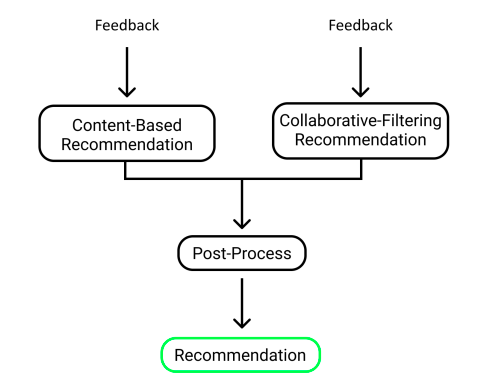 Feedback
Feedback
Content-Based
Recommendation
Collaborative-Filtering
Recommendation
Post-Process
Recommendation